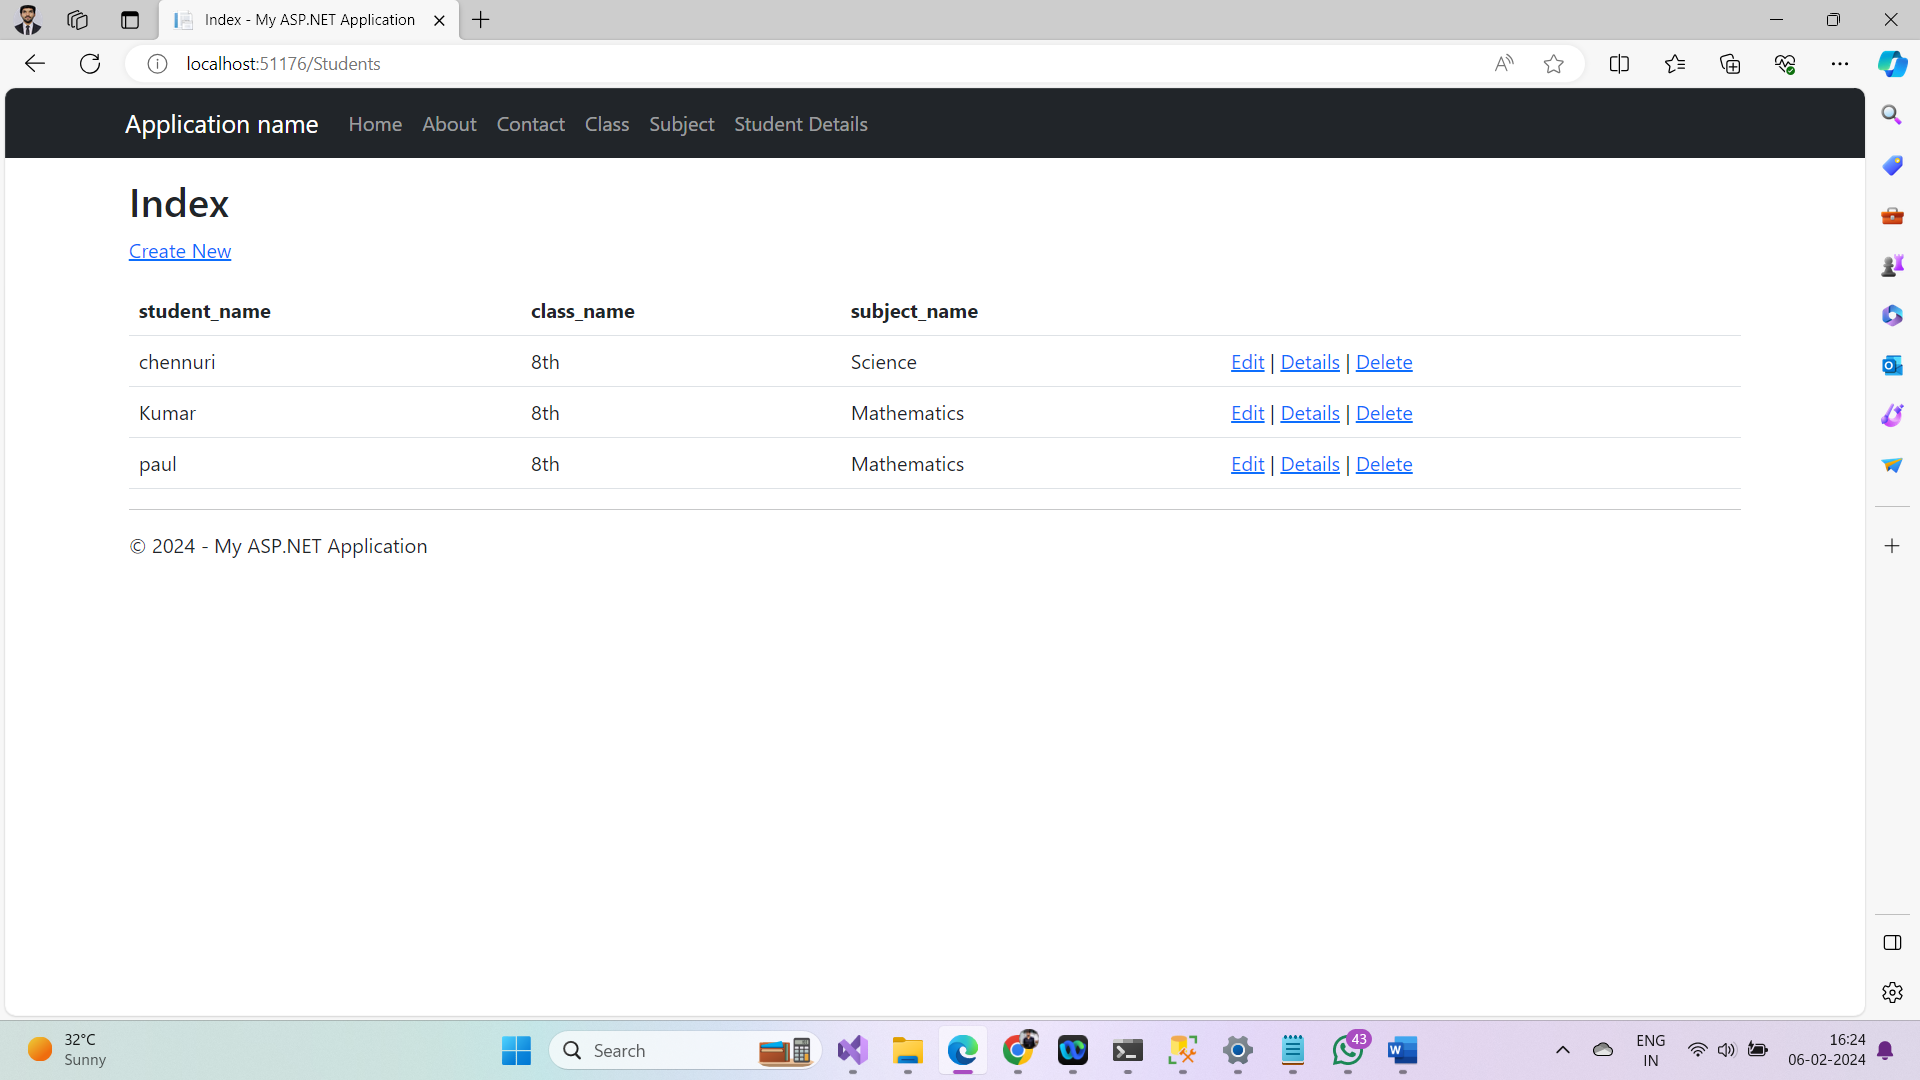 Index - My ASP.NET Application
localhost:51176/Students
Application name Home About Contact Class Subject Student Details
Index
Create New
student_name class_name subject_name
chennuri 8th Science Edit | Details | Delete
Kumar 8th Mathematics Edit | Details | Delete
paul 8th Mathematics Edit | Details | Delete
© 2024 - My ASP.NET Application
32°C
Sunny
Search
43
ENG
IN
16:24
06-02-2024